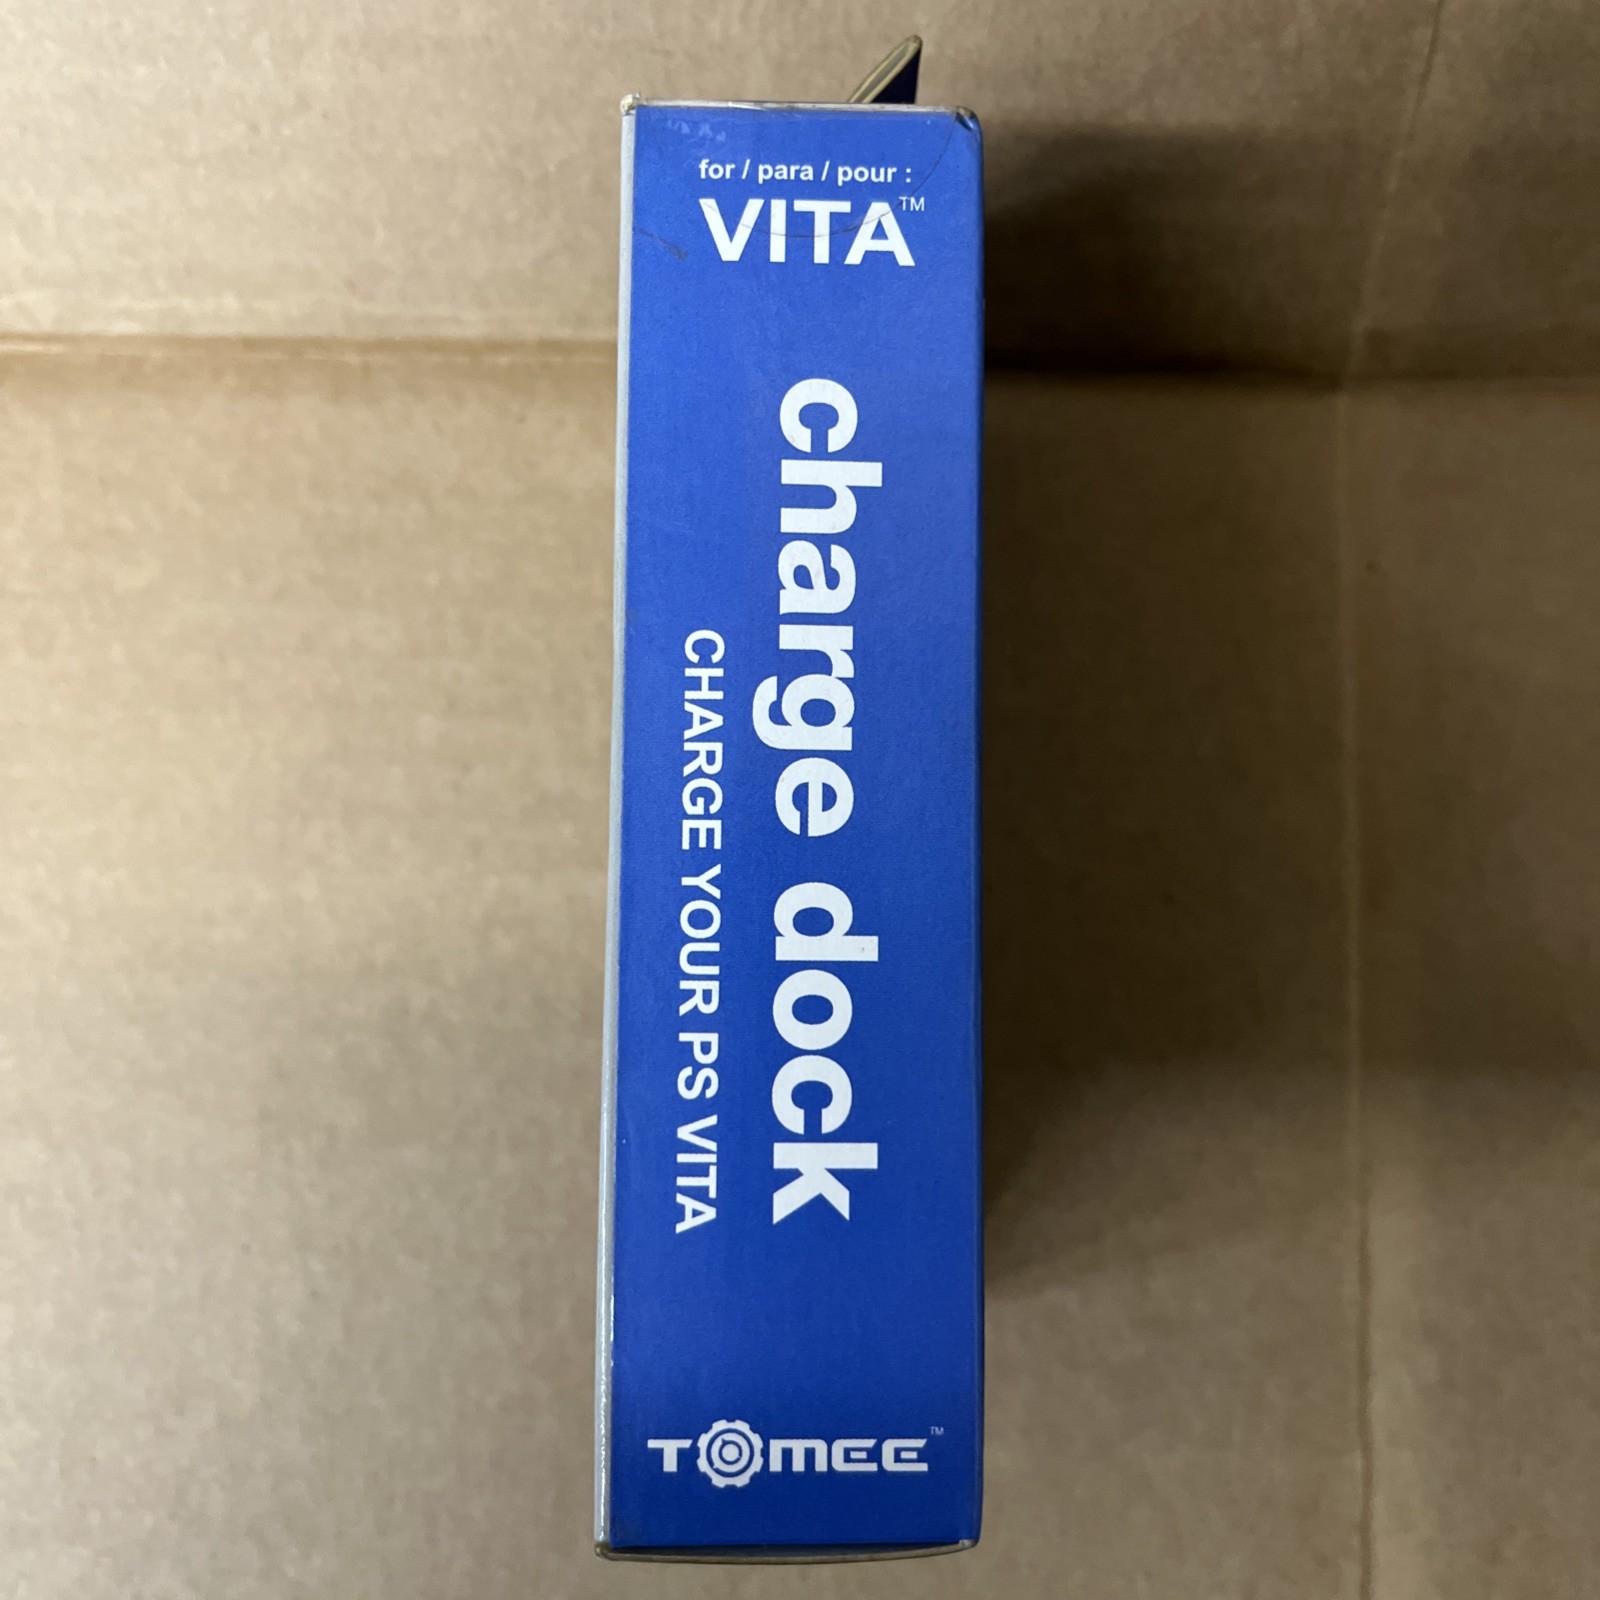 for / para / pour :
VITA™
charge dock
CHARGE YOUR PS VITA
TOMEE™